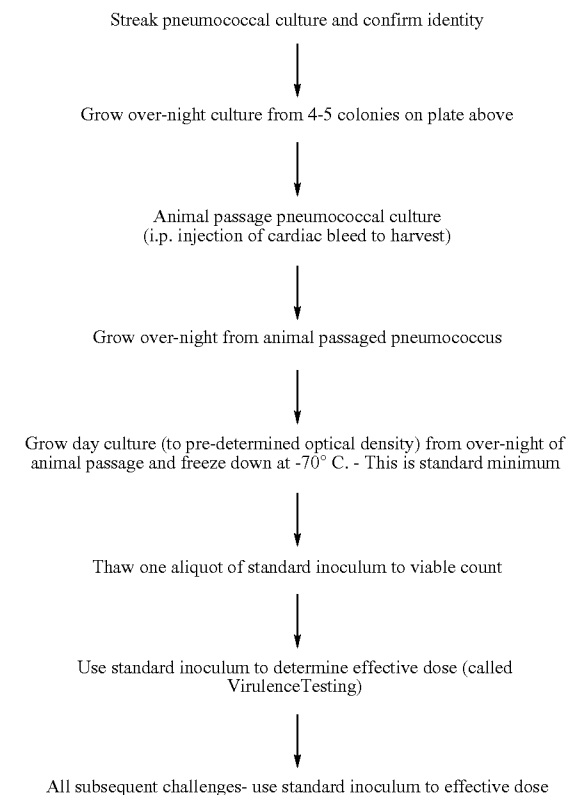 Streak pneumococcal culture and confirm identity
Grow over-night culture from 4-5 colonies on plate above
Animal passage pneumococcal culture
(i.p. injection of cardiac bleed to harvest)
Grow over-night from animal passaged pneumococcus
Grow day culture (to pre-determined optical density) from over-night of
animal passage and freeze down at -70° C. - This is standard minimum
Thaw one aliquot of standard inoculum to viable count
Use standard inoculum to determine effective dose (called
VirulenceTesting)
All subsequent challenges- use standard inoculum to effective dose